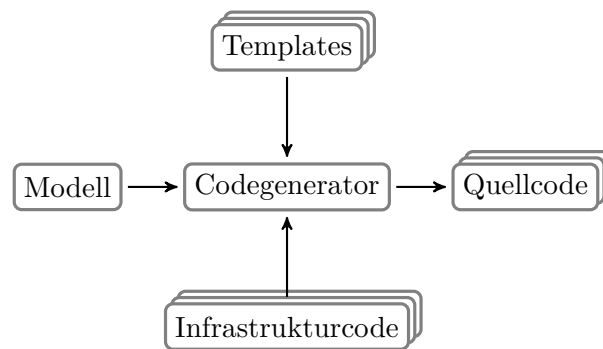 Templates
Modell
Codegenerator
Quellcode
Infrastrukturcode